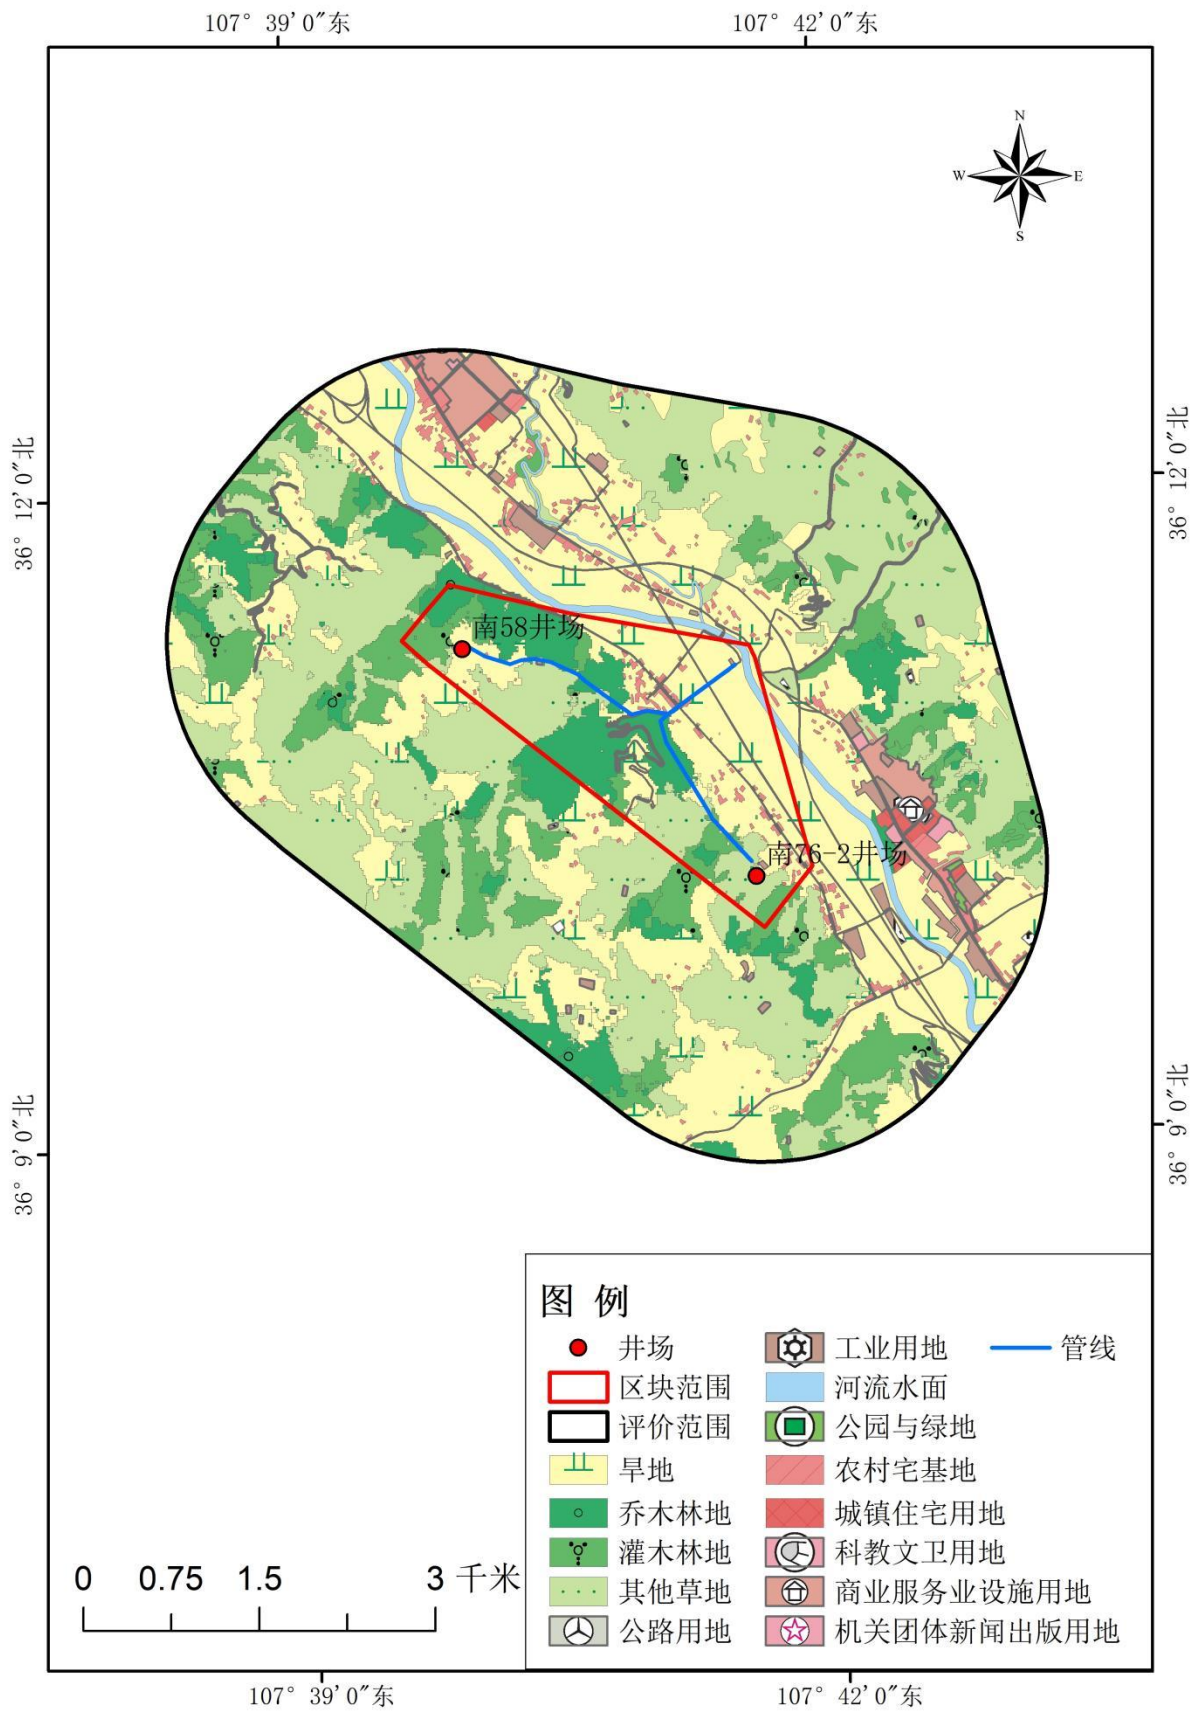 107° 39′0″东
107° 42′0″东
N
W
E
S
36° 12′0″北
36° 12′0″北
南58井场
南76-2井场
36° 9′0″北
36° 9′0″北
图 例
井场
工业用地
管线
区块范围
河流水面
评价范围
公园与绿地
旱地
农村宅基地
乔木林地
城镇住宅用地
灌木林地
科教文卫用地
其他草地
商业服务业设施用地
公路用地
机关团体新闻出版用地
0 0.75 1.5 3 千米
107° 39′0″东
107° 42′0″东